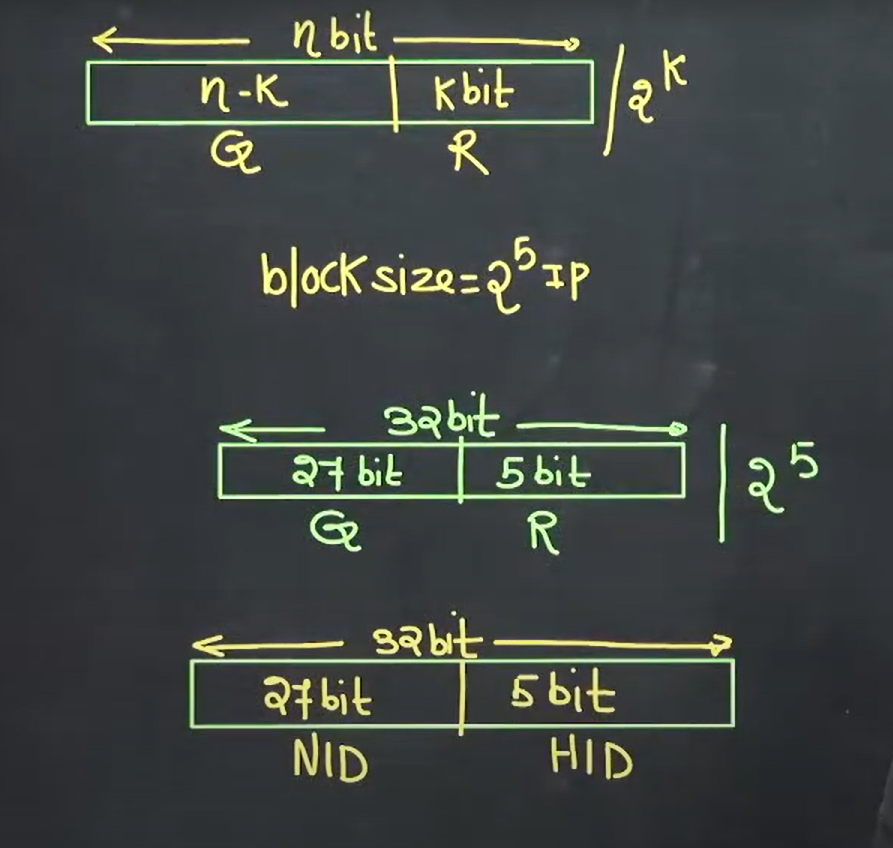 n bit
n-k k bit / 2^k
Q R
block size = 2^5 IP
32 bit
27 bit 5 bit | 2^5
Q R
32 bit
27 bit 5 bit
NID HID